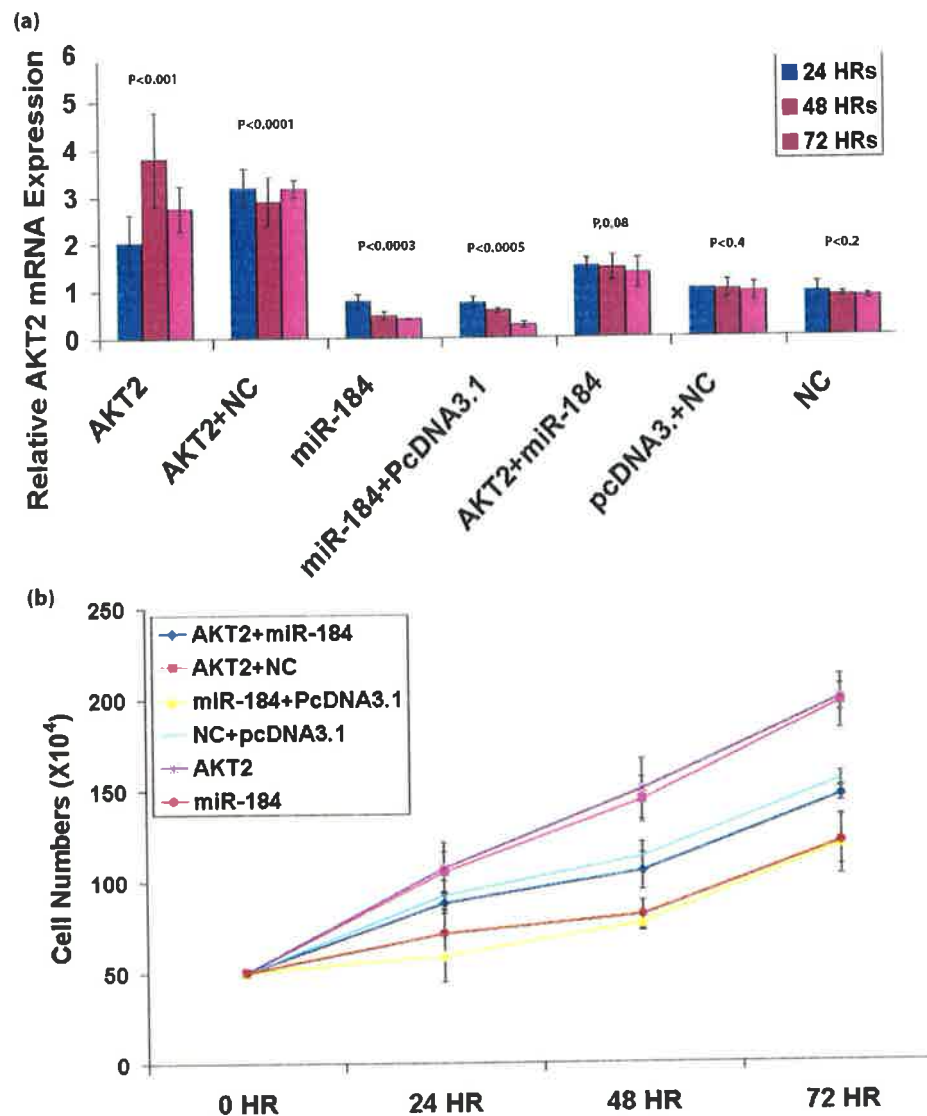 (a)
Relative AKT2 mRNA Expression
6
5
4
3
2
1
0
P<0.001
P<0.0001
P<0.0003
P<0.0005
P,0.08
P<0.4
P<0.2
24 HRs
48 HRs
72 HRs
AKT2
AKT2+NC
miR-184
miR-184+PcDNA3.1
AKT2+miR-184
pcDNA3.+NC
NC
(b)
Cell Numbers (X10⁴)
250
200
150
100
50
0
AKT2+miR-184
AKT2+NC
miR-184+PcDNA3.1
NC+pcDNA3.1
AKT2
miR-184
0 HR
24 HR
48 HR
72 HR